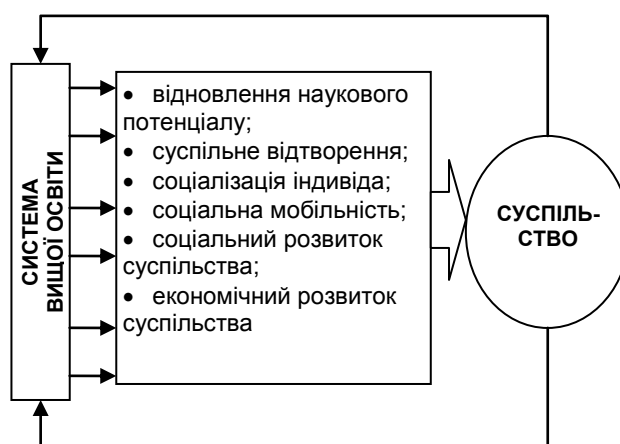 СИСТЕМА
ВИЩОЇ ОСВІТИ
• відновлення наукового
потенціалу;
• суспільне відтворення;
• соціалізація індивіда;
• соціальна мобільність;
• соціальний розвиток
суспільства;
• економічний розвиток
суспільства
СУСПІЛЬ-
СТВО